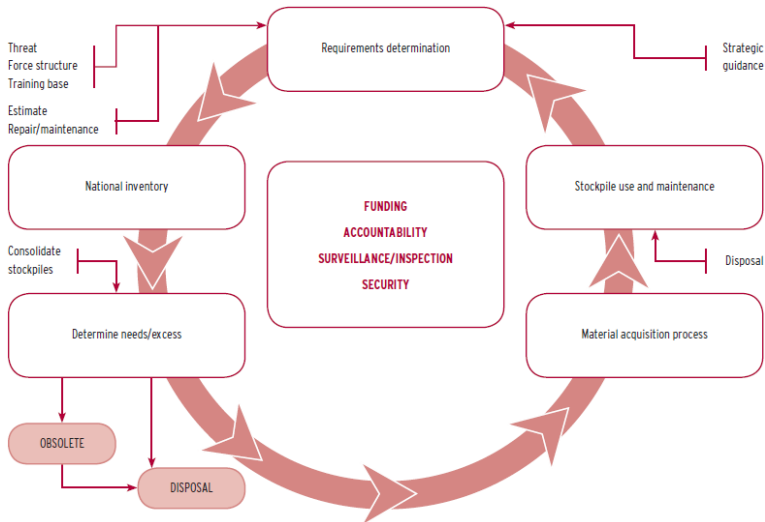 Threat
Force structure
Training base
Requirements determination
Strategic
guidance
Estimate
Repair/maintenance
National inventory
Stockpile use and maintenance
FUNDING
ACCOUNTABILITY
SURVEILLANCE/INSPECTION
SECURITY
Consolidate
stockpiles
Disposal
Determine needs/excess
Material acquisition process
OBSOLETE
DISPOSAL